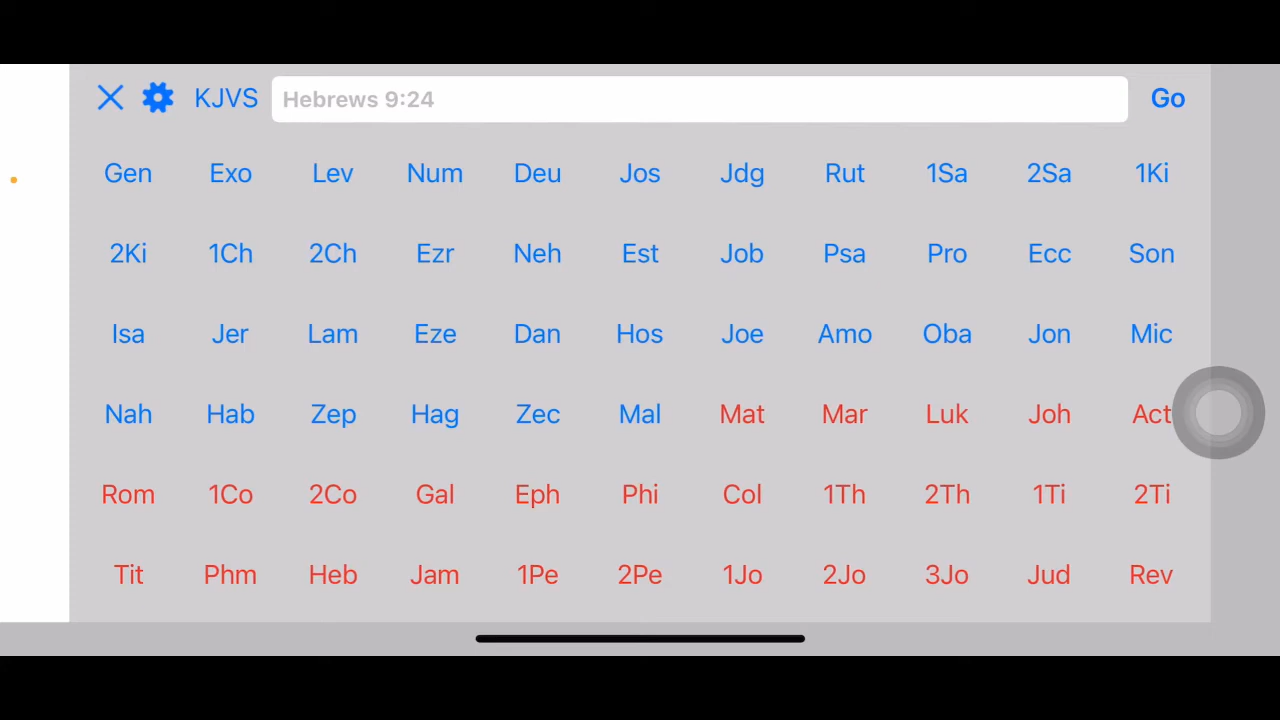 KJVS Hebrews 9:24 Go
Gen Exo Lev Num Deu Jos Jdg Rut 1Sa 2Sa 1Ki
2Ki 1Ch 2Ch Ezr Neh Est Job Psa Pro Ecc Son
Isa Jer Lam Eze Dan Hos Joe Amo Oba Jon Mic
Nah Hab Zep Hag Zec Mal Mat Mar Luk Joh Act
Rom 1Co 2Co Gal Eph Phi Col 1Th 2Th 1Ti 2Ti
Tit Phm Heb Jam 1Pe 2Pe 1Jo 2Jo 3Jo Jud Rev